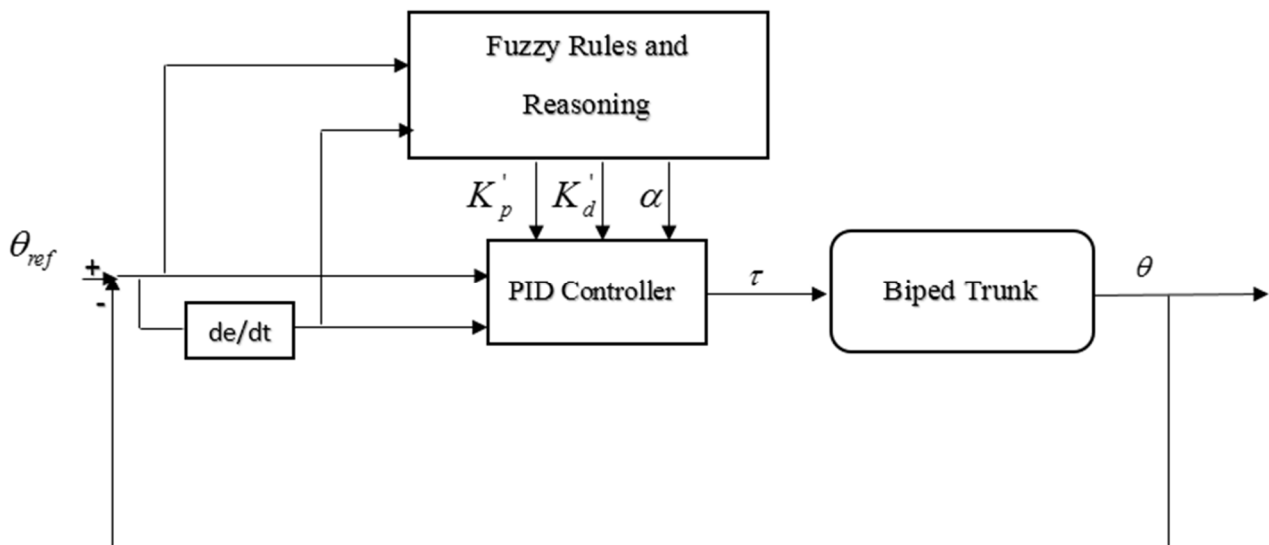 Fuzzy Rules and
Reasoning
K'p K'd α
θref
+
-
de/dt
PID Controller
τ
Biped Trunk
θ